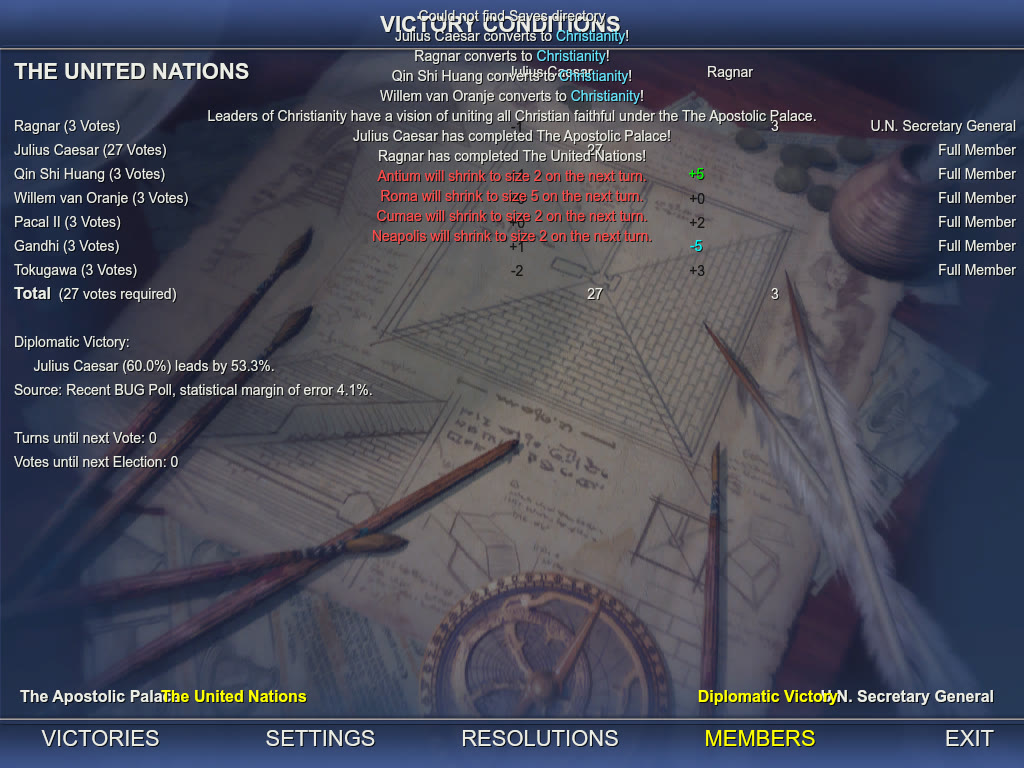 Could not find Saves directory
VICTORY CONDITIONS
Julius Caesar converts to Christianity!
Ragnar converts to Christianity!
THE UNITED NATIONS
Julius Caesar
Ragnar
Qin Shi Huang converts to Christianity!
Willem van Oranje converts to Christianity!
Leaders of Christianity have a vision of uniting all Christian faithful under the The Apostolic Palace.
Ragnar (3 Votes) -1 3 U.N. Secretary General
Julius Caesar has completed The Apostolic Palace!
Julius Caesar (27 Votes) 27 Full Member
Ragnar has completed The United Nations!
Qin Shi Huang (3 Votes) +5 Full Member
Antium will shrink to size 2 on the next turn.
Willem van Oranje (3 Votes) +0 Full Member
Roma will shrink to size 5 on the next turn.
Pacal II (3 Votes) +2 Full Member
Cumae will shrink to size 2 on the next turn.
Neapolis will shrink to size 2 on the next turn.
Gandhi (3 Votes) +1 -5 Full Member
Tokugawa (3 Votes) -2 +3 Full Member
Total (27 votes required) 27 3
Diplomatic Victory:
Julius Caesar (60.0%) leads by 53.3%.
Source: Recent BUG Poll, statistical margin of error 4.1%.
Turns until next Vote: 0
Votes until next Election: 0
The Apostolic Palace The United Nations Diplomatic Victory U.N. Secretary General
VICTORIES SETTINGS RESOLUTIONS MEMBERS EXIT